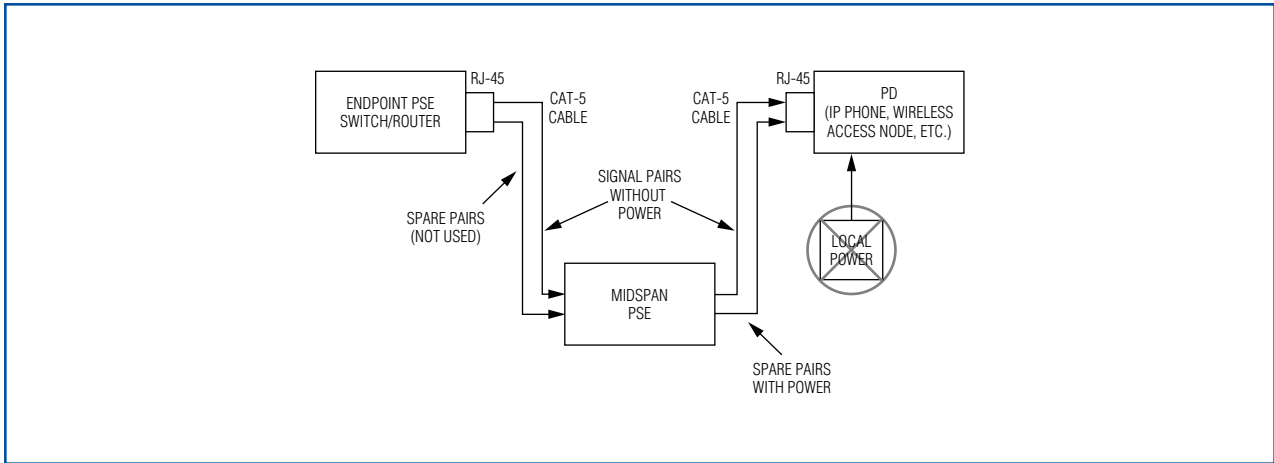 RJ-45
ENDPOINT PSE
SWITCH/ROUTER
CAT-5
CABLE
SPARE PAIRS
(NOT USED)
SIGNAL PAIRS
WITHOUT
POWER
MIDSPAN
PSE
CAT-5
CABLE
RJ-45
PD
(IP PHONE, WIRELESS
ACCESS NODE, ETC.)
LOCAL
POWER
SPARE PAIRS
WITH POWER